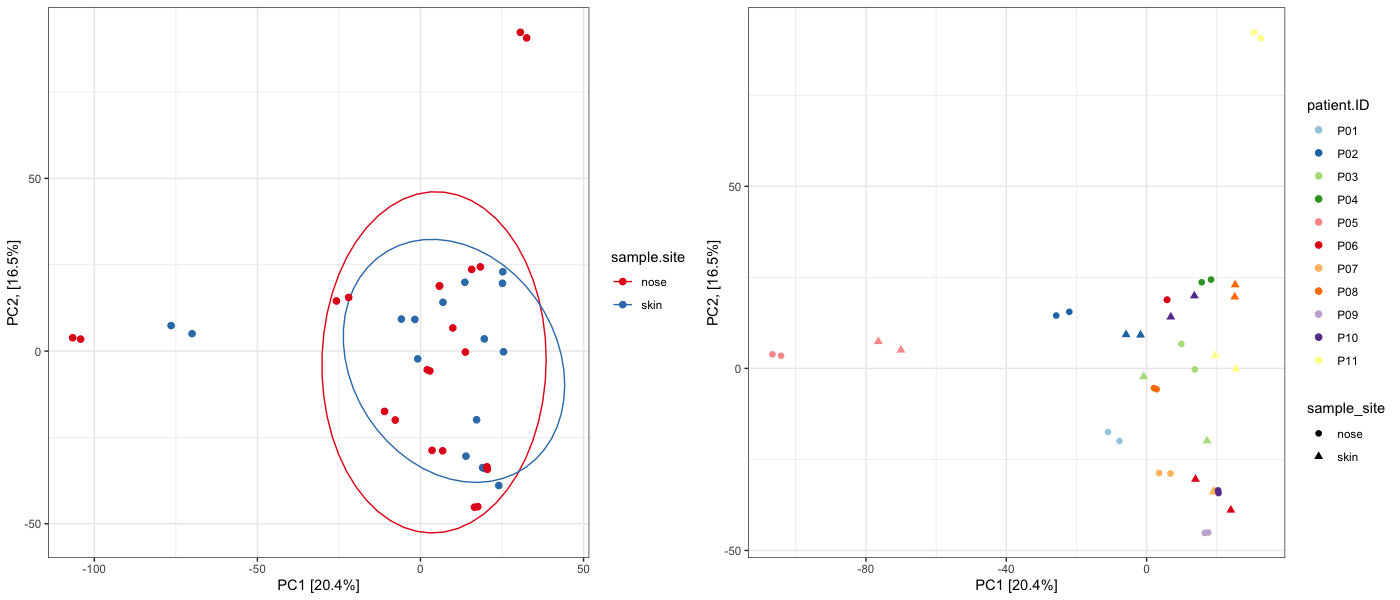 50
0
-50
-100
-50
0
50
PC1 [20.4%]
PC2, [16.5%]
sample.site
nose
skin
50
0
-50
-80
-40
0
PC1 [20.4%]
PC2, [16.5%]
patient.ID
P01
P02
P03
P04
P05
P06
P07
P08
P09
P10
P11
sample_site
nose
skin